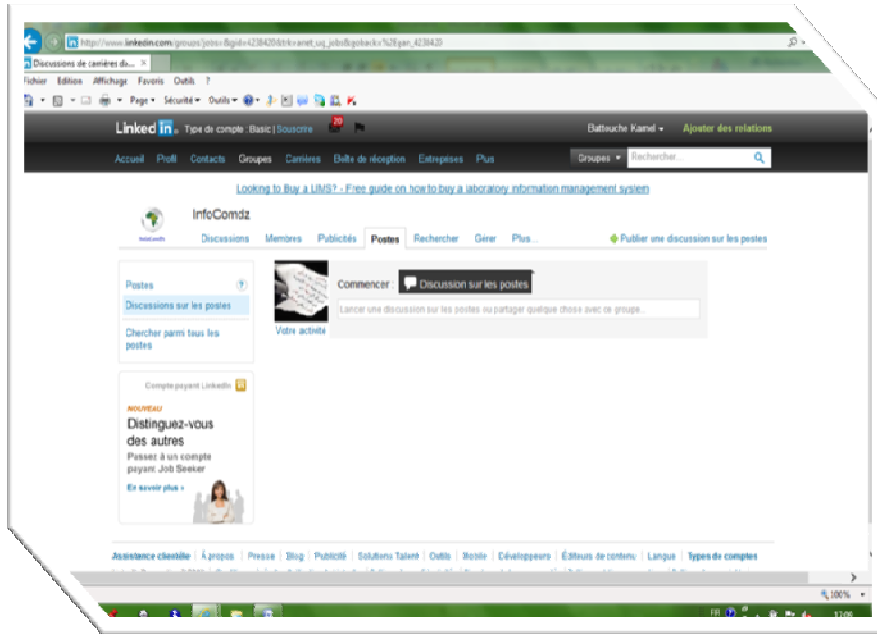 http://www.linkedin.com/groups/jobs
Discussions de carrières de... ×
Fichier Edition Affichage Favoris Outils ?
Page Sécurité Outils
Linked in Type de compte : Basic | Souscrire 20 Battouche Kamel Ajouter des relations
Accueil Profil Contacts Groupes Carrières Boîte de réception Entreprises Plus Groupes Rechercher...
Looking to Buy a LIMS? - Free guide on how to buy a laboratory information management system
InfoComdz
Discussions Membres Publicités Postes Rechercher Gérer Plus... Publier une discussion sur les postes
Postes ?
Discussions sur les postes
Chercher parmi tous les
postes
Commencer : Discussion sur les postes
Lancer une discussion sur les postes ou partager quelque chose avec ce groupe...
Votre activité
Compte payant LinkedIn
NOUVEAU
Distinguez-vous
des autres
Passez à un compte
payant Job Seeker
En savoir plus »
Assistance clientèle | À propos | Presse | Blog | Publicité | Solutions Talent | Outils | Mobile | Développeurs | Éditeurs de contenu | Langue | Types de comptes
100%
FR 12:09